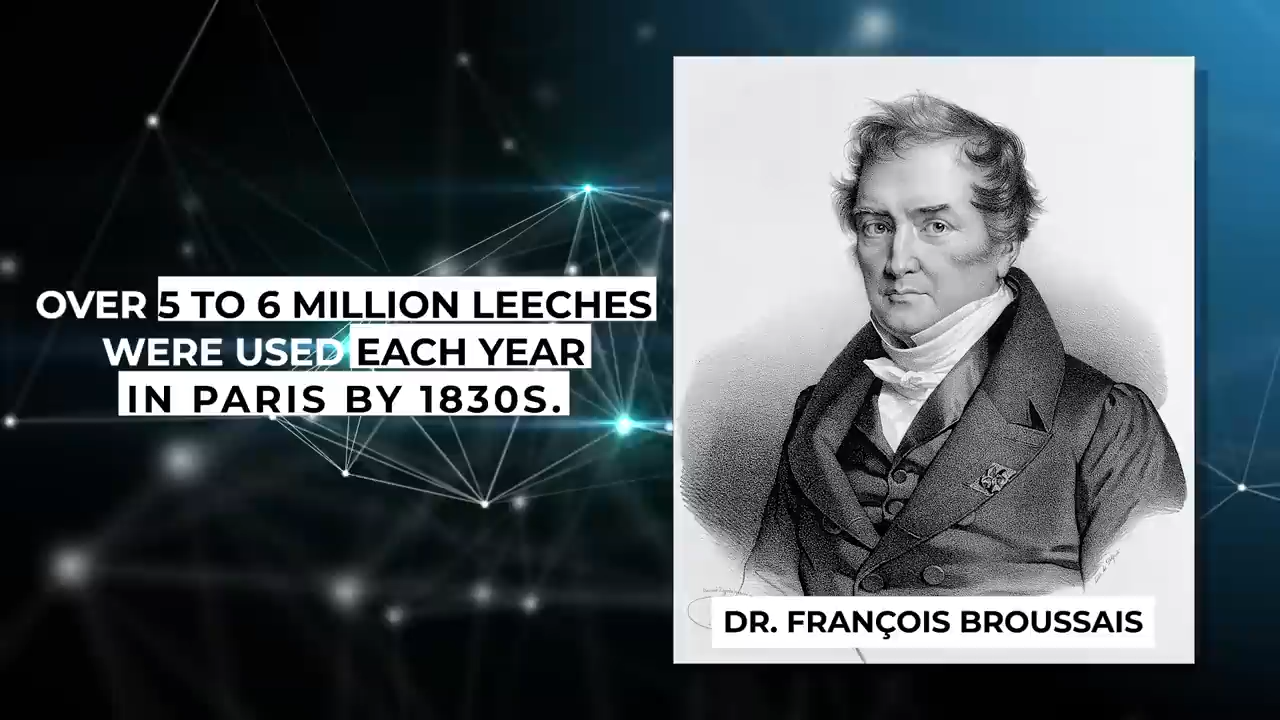 OVER 5 TO 6 MILLION LEECHES
WERE USED EACH YEAR
IN PARIS BY 1830S.
DR. FRANÇOIS BROUSSAIS